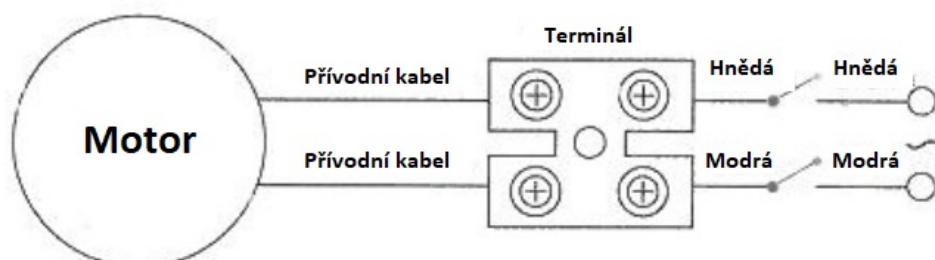 Terminál
Přívodní kabel
Hnědá
Hnědá
Motor
Přívodní kabel
Modrá
Modrá